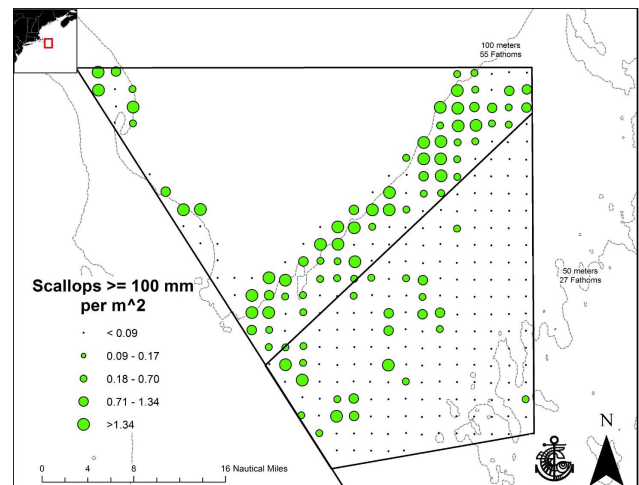 100 meters
55 Fathoms
50 meters
27 Fathoms
Scallops >= 100 mm
per m^2
< 0.09
0.09 - 0.17
0.18 - 0.70
0.71 - 1.34
>1.34
N
0 4 8 16 Nautical Miles